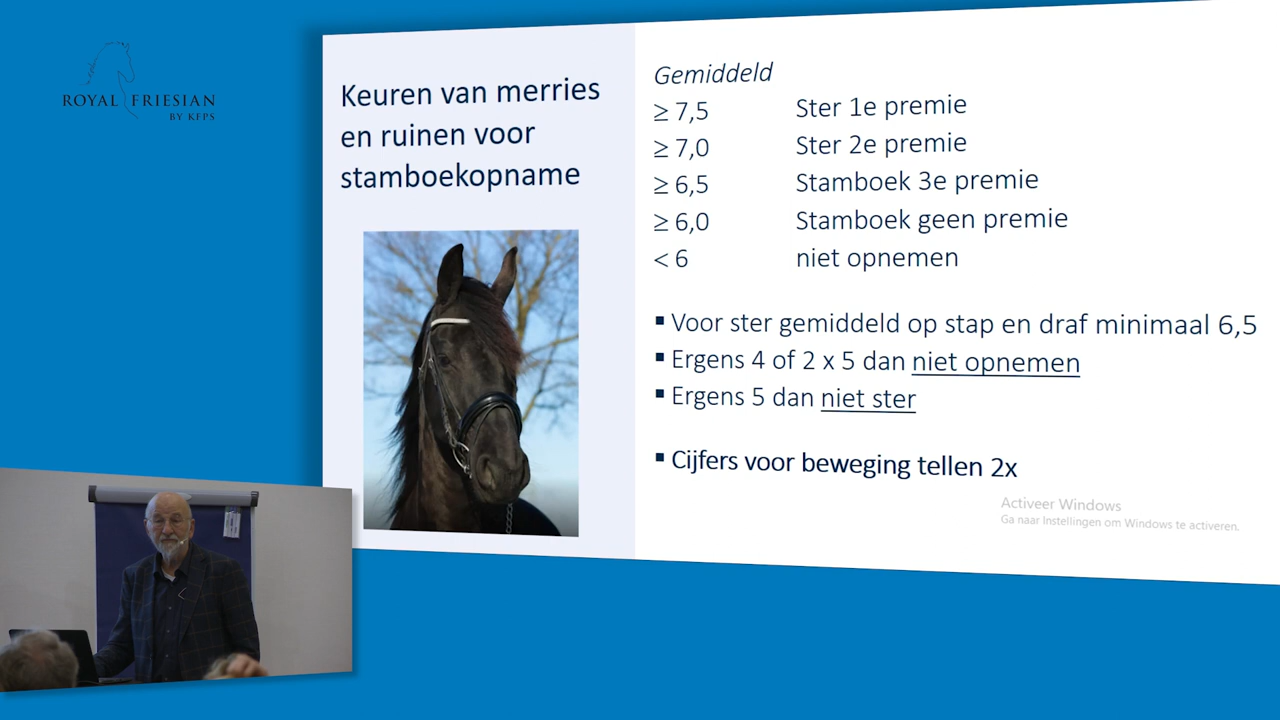 ROYAL FRIESIAN
BY KFPS
Keuren van merries
en ruinen voor
stamboekopname
Gemiddeld
≥ 7,5 Ster 1e premie
≥ 7,0 Ster 2e premie
≥ 6,5 Stamboek 3e premie
≥ 6,0 Stamboek geen premie
< 6 niet opnemen
▪ Voor ster gemiddeld op stap en draf minimaal 6,5
▪ Ergens 4 of 2 x 5 dan niet opnemen
▪ Ergens 5 dan niet ster
▪ Cijfers voor beweging tellen 2x
Activeer Windows
Ga naar Instellingen om Windows te activeren.